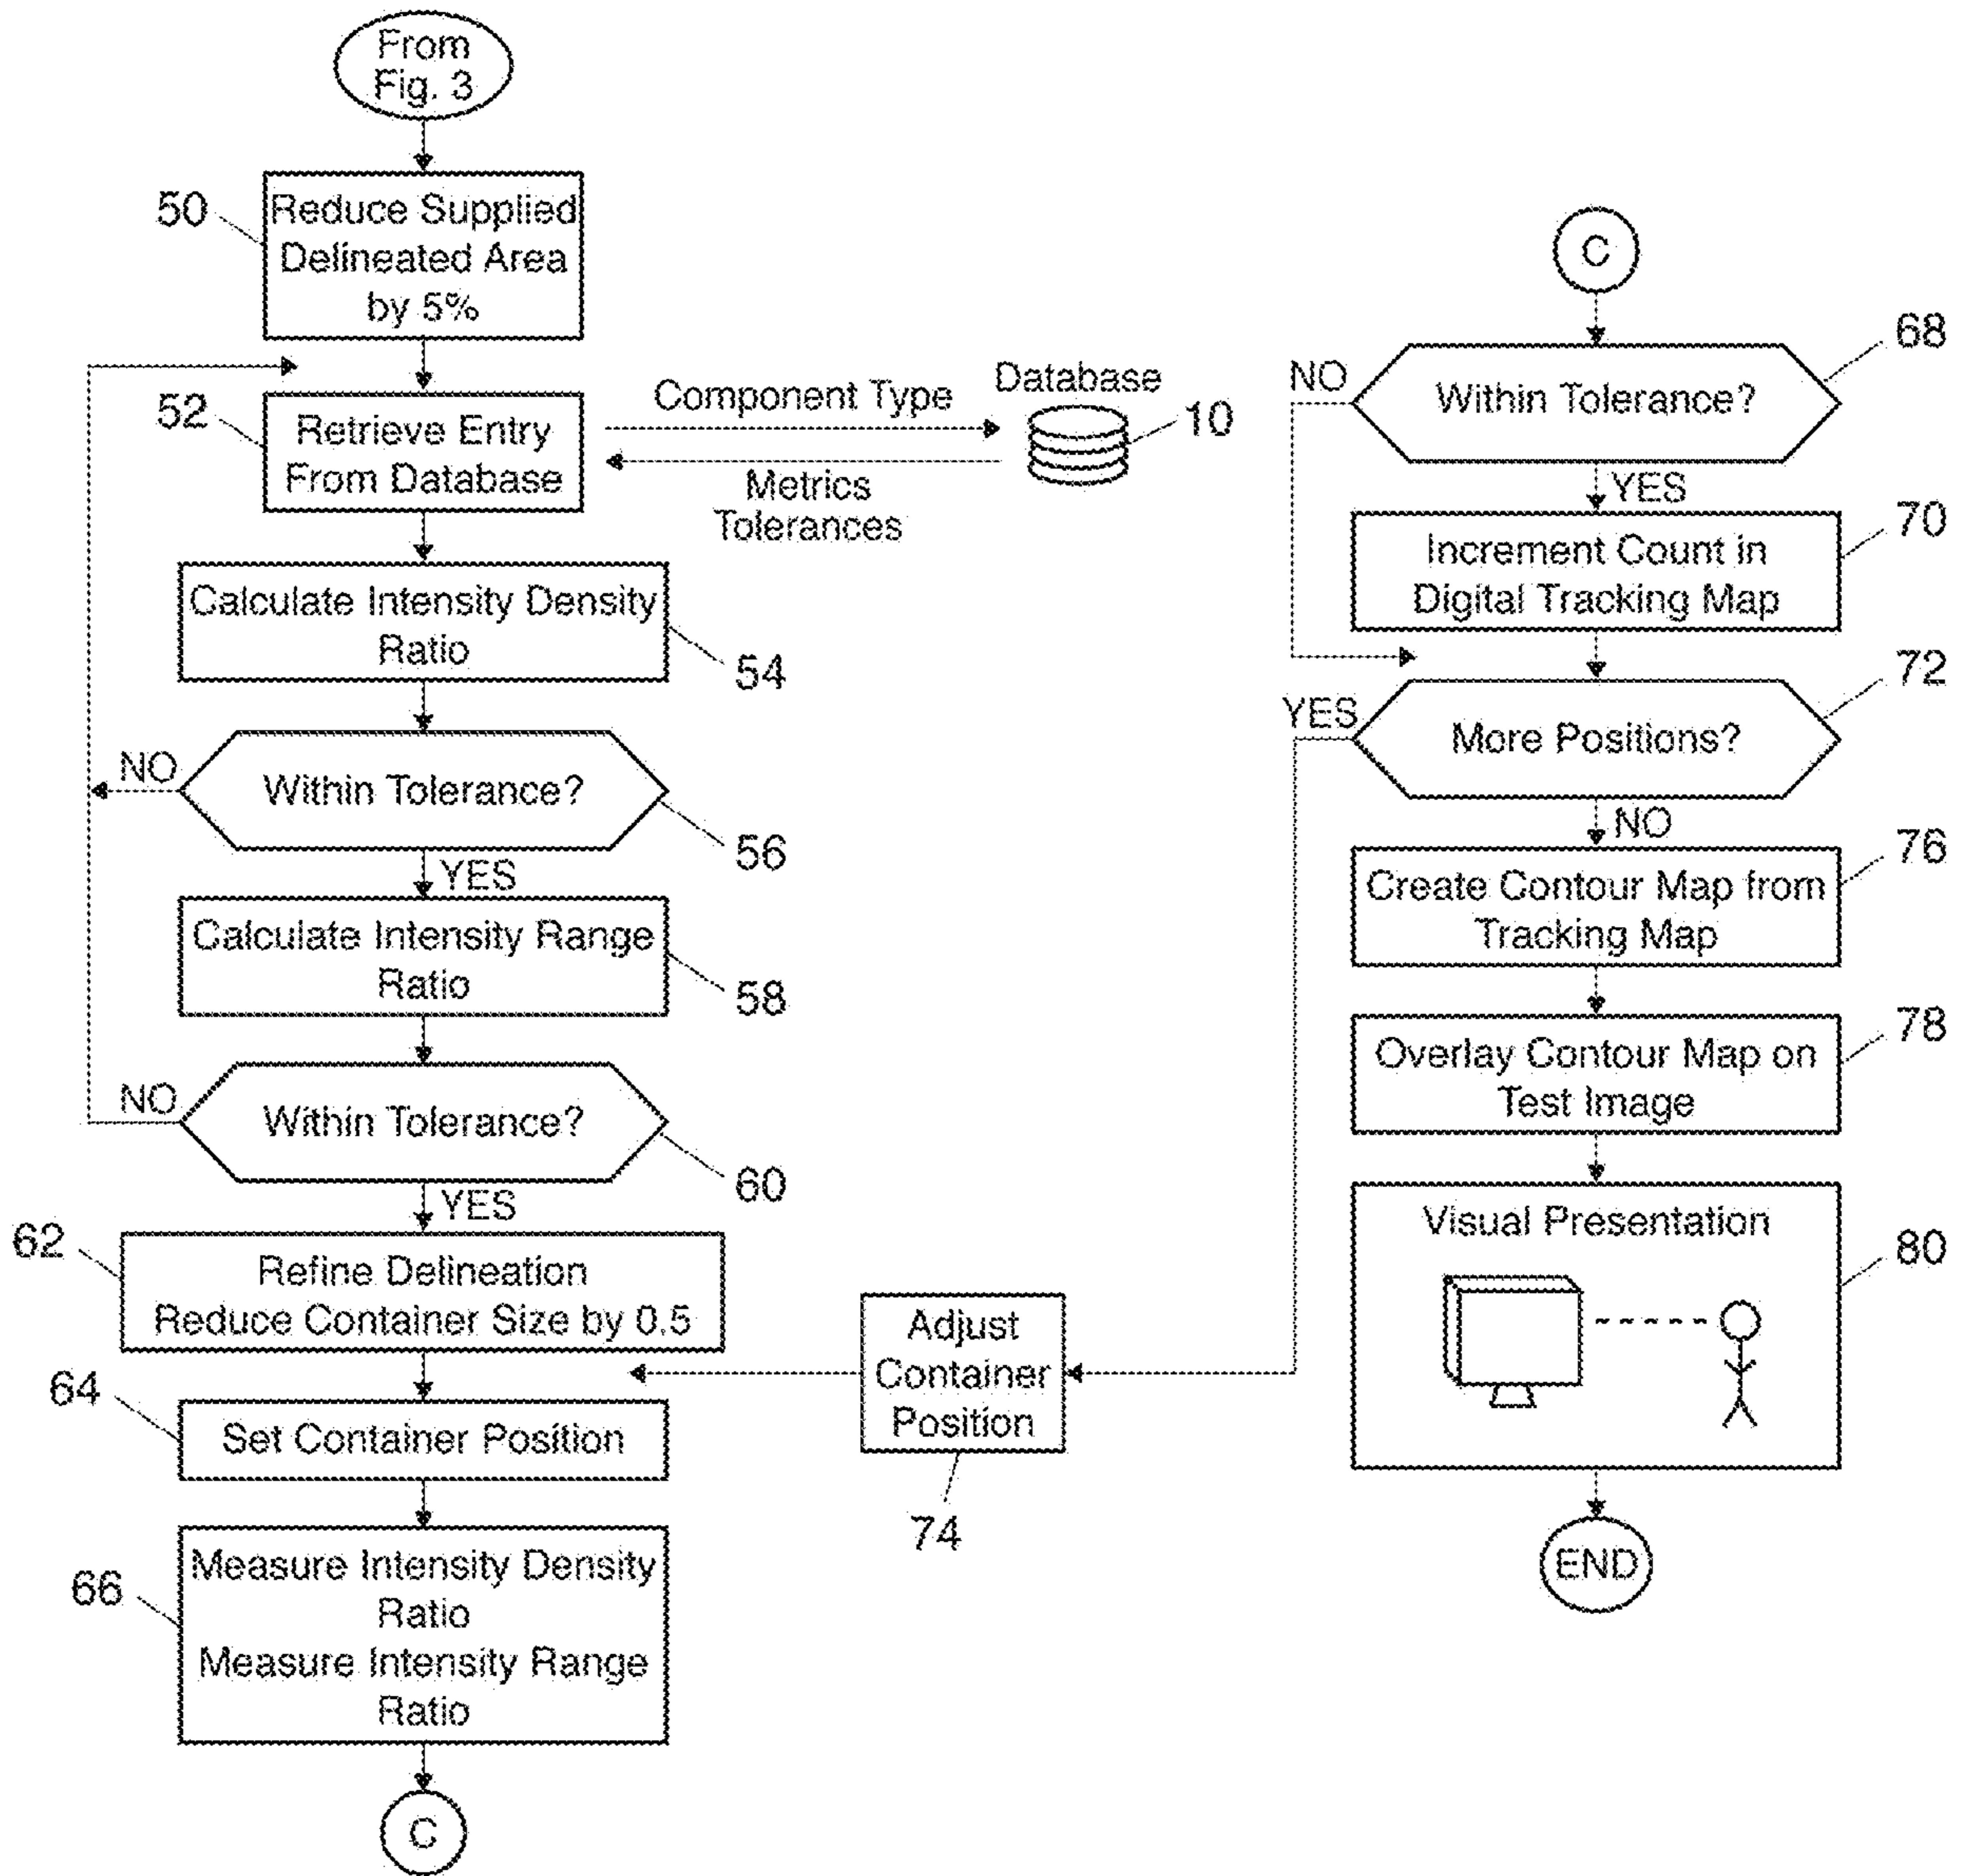 From
Fig. 3
50
Reduce Supplied
Delineated Area
by 5%
52
Retrieve Entry
From Database
Component Type
Database
10
Metrics
Tolerances
Calculate Intensity Density
Ratio
54
NO
Within Tolerance?
56
YES
Calculate Intensity Range
Ratio
58
NO
Within Tolerance?
60
YES
62
Refine Delineation
Reduce Container Size by 0.5
64
Set Container Position
66
Measure Intensity Density
Ratio
Measure Intensity Range
Ratio
C
Adjust
Container
Position
74
C
68
NO
Within Tolerance?
YES
70
Increment Count in
Digital Tracking Map
72
YES
More Positions?
NO
76
Create Contour Map from
Tracking Map
78
Overlay Contour Map on
Test Image
Visual Presentation
80
END